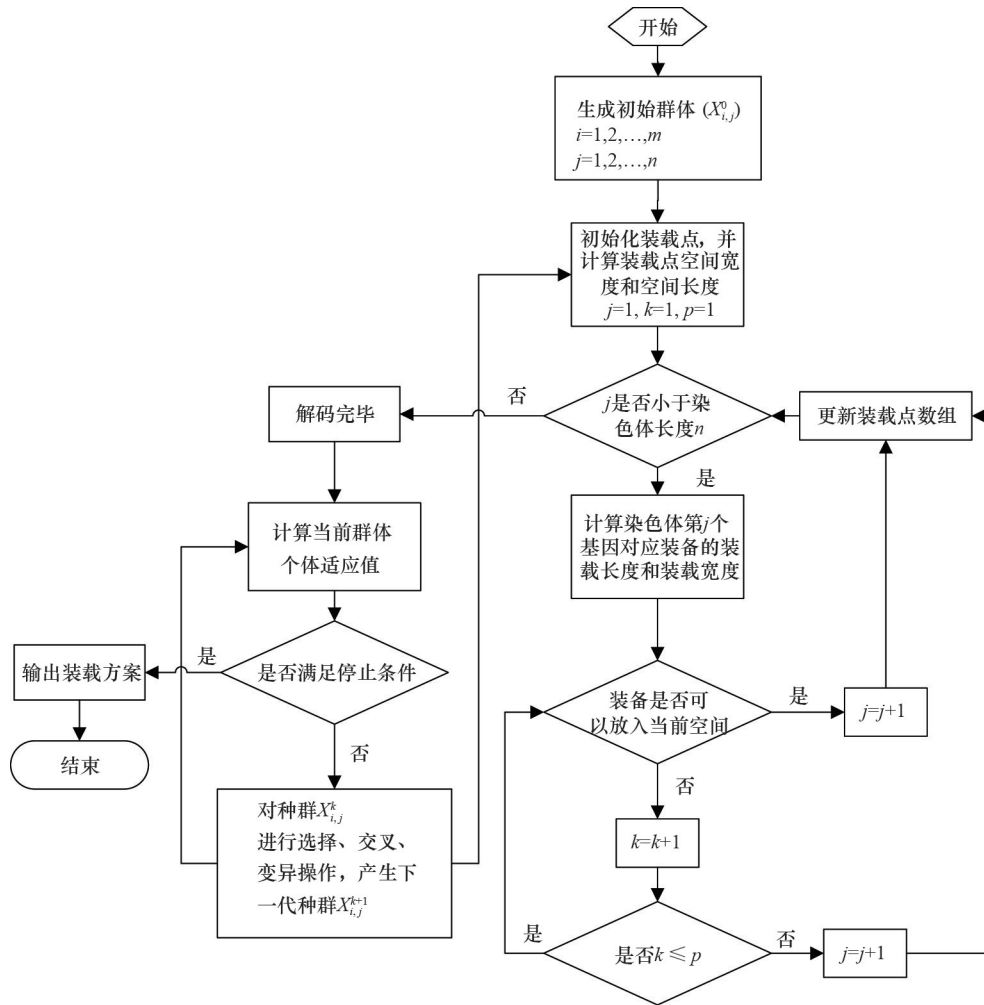 开始
生成初始群体 (X⁰ᵢ,ⱼ)
i=1,2,…,m
j=1,2,…,n
初始化装载点，并
计算装载点空间宽
度和空间长度
j=1, k=1, p=1
j是否小于染
色体长度n
否
是
解码完毕
更新装载点数组
计算当前群体
个体适应值
计算染色体第j个
基因对应装备的装
载长度和装载宽度
是否满足停止条件
是
否
输出装载方案
结束
装备是否可
以放入当前空间
是
j=j+1
否
对种群Xᵏᵢ,ⱼ
进行选择、交叉、
变异操作，产生下
一代种群Xᵏ⁺¹ᵢ,ⱼ
k=k+1
是否k≤p
是
否
j=j+1